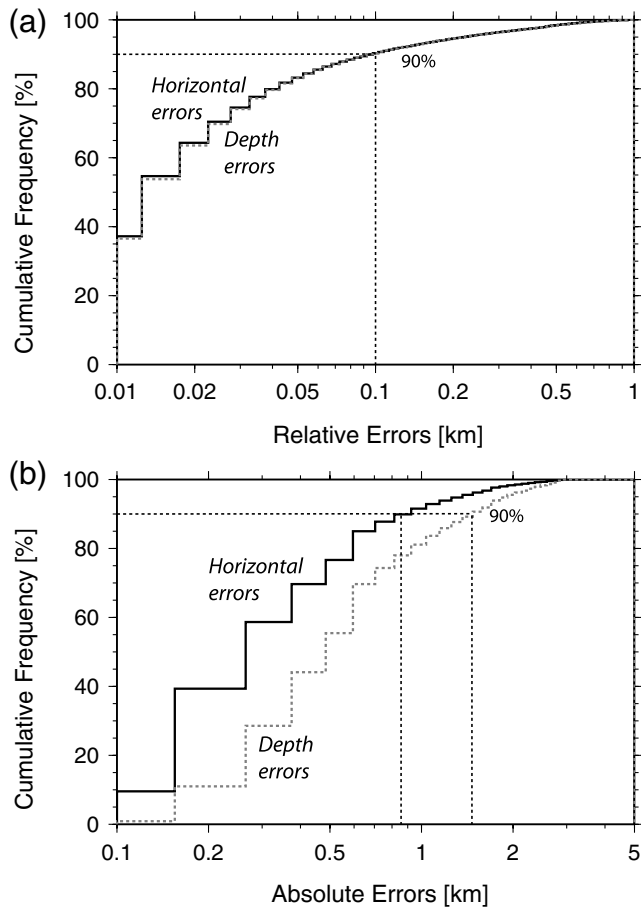 (a)
Cumulative Frequency [%]
100
80
60
40
20
0
Horizontal
errors
Depth
errors
90%
0.01
0.02
0.05
0.1
0.2
0.5
1
Relative Errors [km]
(b)
Cumulative Frequency [%]
100
80
60
40
20
0
Horizontal
errors
Depth
errors
90%
0.1
0.2
0.5
1
2
5
Absolute Errors [km]